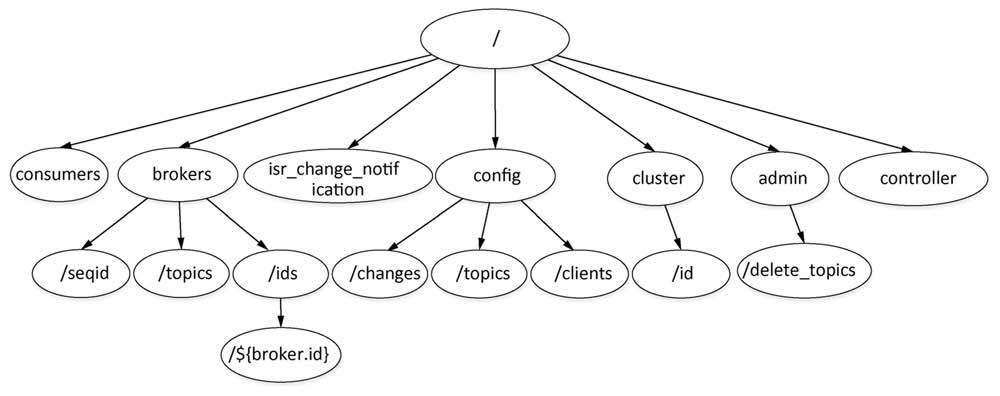 /
consumers
brokers
isr_change_notif
ication
config
cluster
admin
controller
/seqid
/topics
/ids
/changes
/topics
/clients
/id
/delete_topics
/${broker.id}